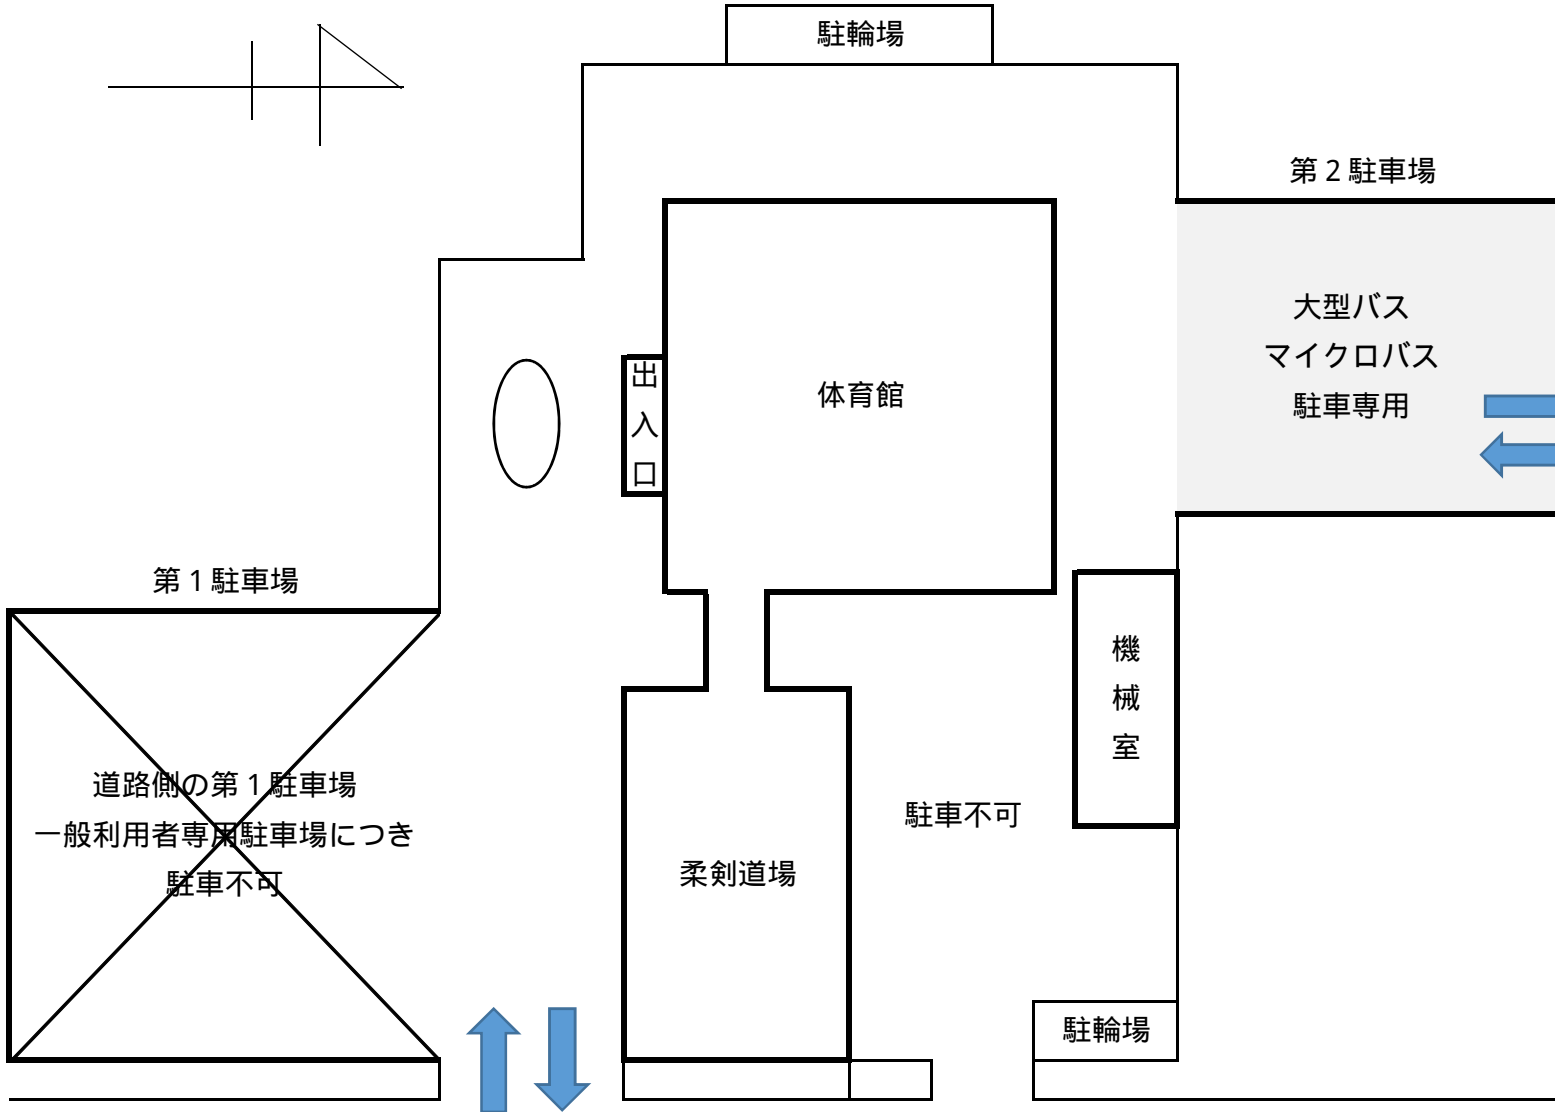 駐輪場
第2駐車場
大型バス
マイクロバス
駐車専用
体育館
出
入
口
第1駐車場
道路側の第1駐車場
一般利用者専用駐車場につき
駐車不可
機
械
室
駐車不可
柔剣道場
駐輪場